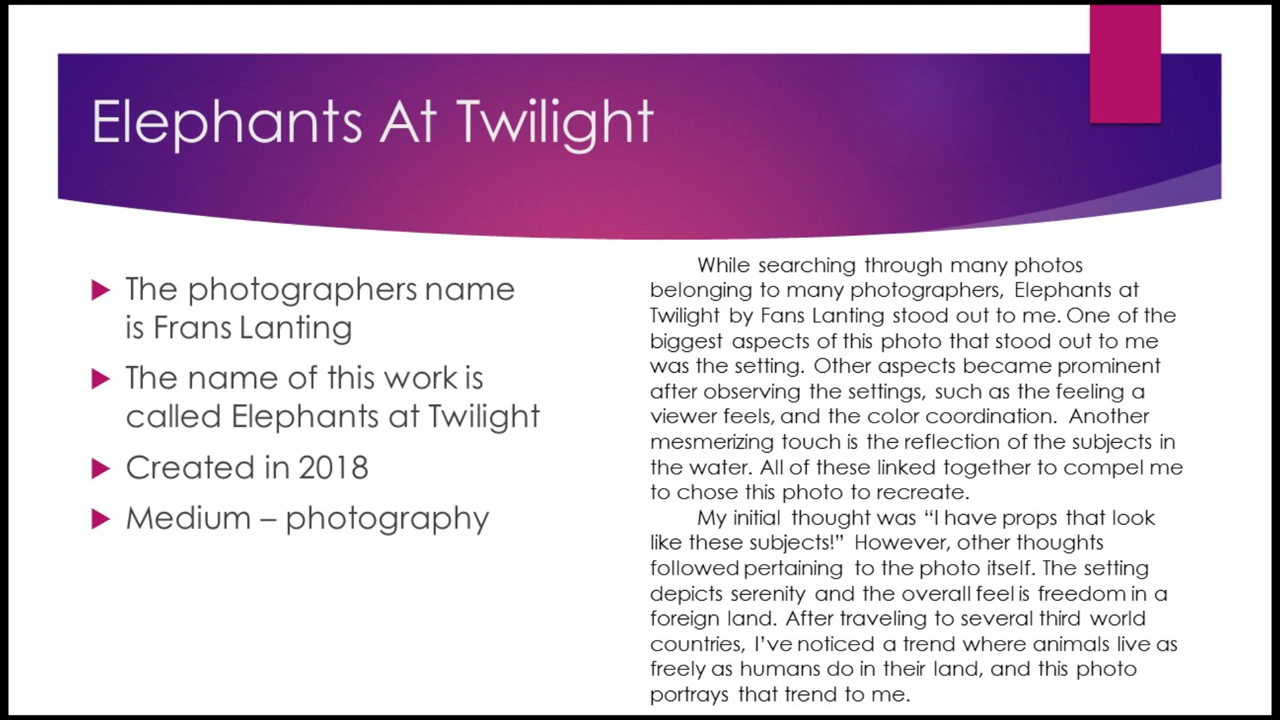 Elephants At Twilight
The photographers name
is Frans Lanting
The name of this work is
called Elephants at Twilight
Created in 2018
Medium – photography
While searching through many photos
belonging to many photographers, Elephants at
Twilight by Fans Lanting stood out to me. One of the
biggest aspects of this photo that stood out to me
was the setting. Other aspects became prominent
after observing the settings, such as the feeling a
viewer feels, and the color coordination. Another
mesmerizing touch is the reflection of the subjects in
the water. All of these linked together to compel me
to chose this photo to recreate.
My initial thought was “I have props that look
like these subjects!” However, other thoughts
followed pertaining to the photo itself. The setting
depicts serenity and the overall feel is freedom in a
foreign land. After traveling to several third world
countries, I’ve noticed a trend where animals live as
freely as humans do in their land, and this photo
portrays that trend to me.